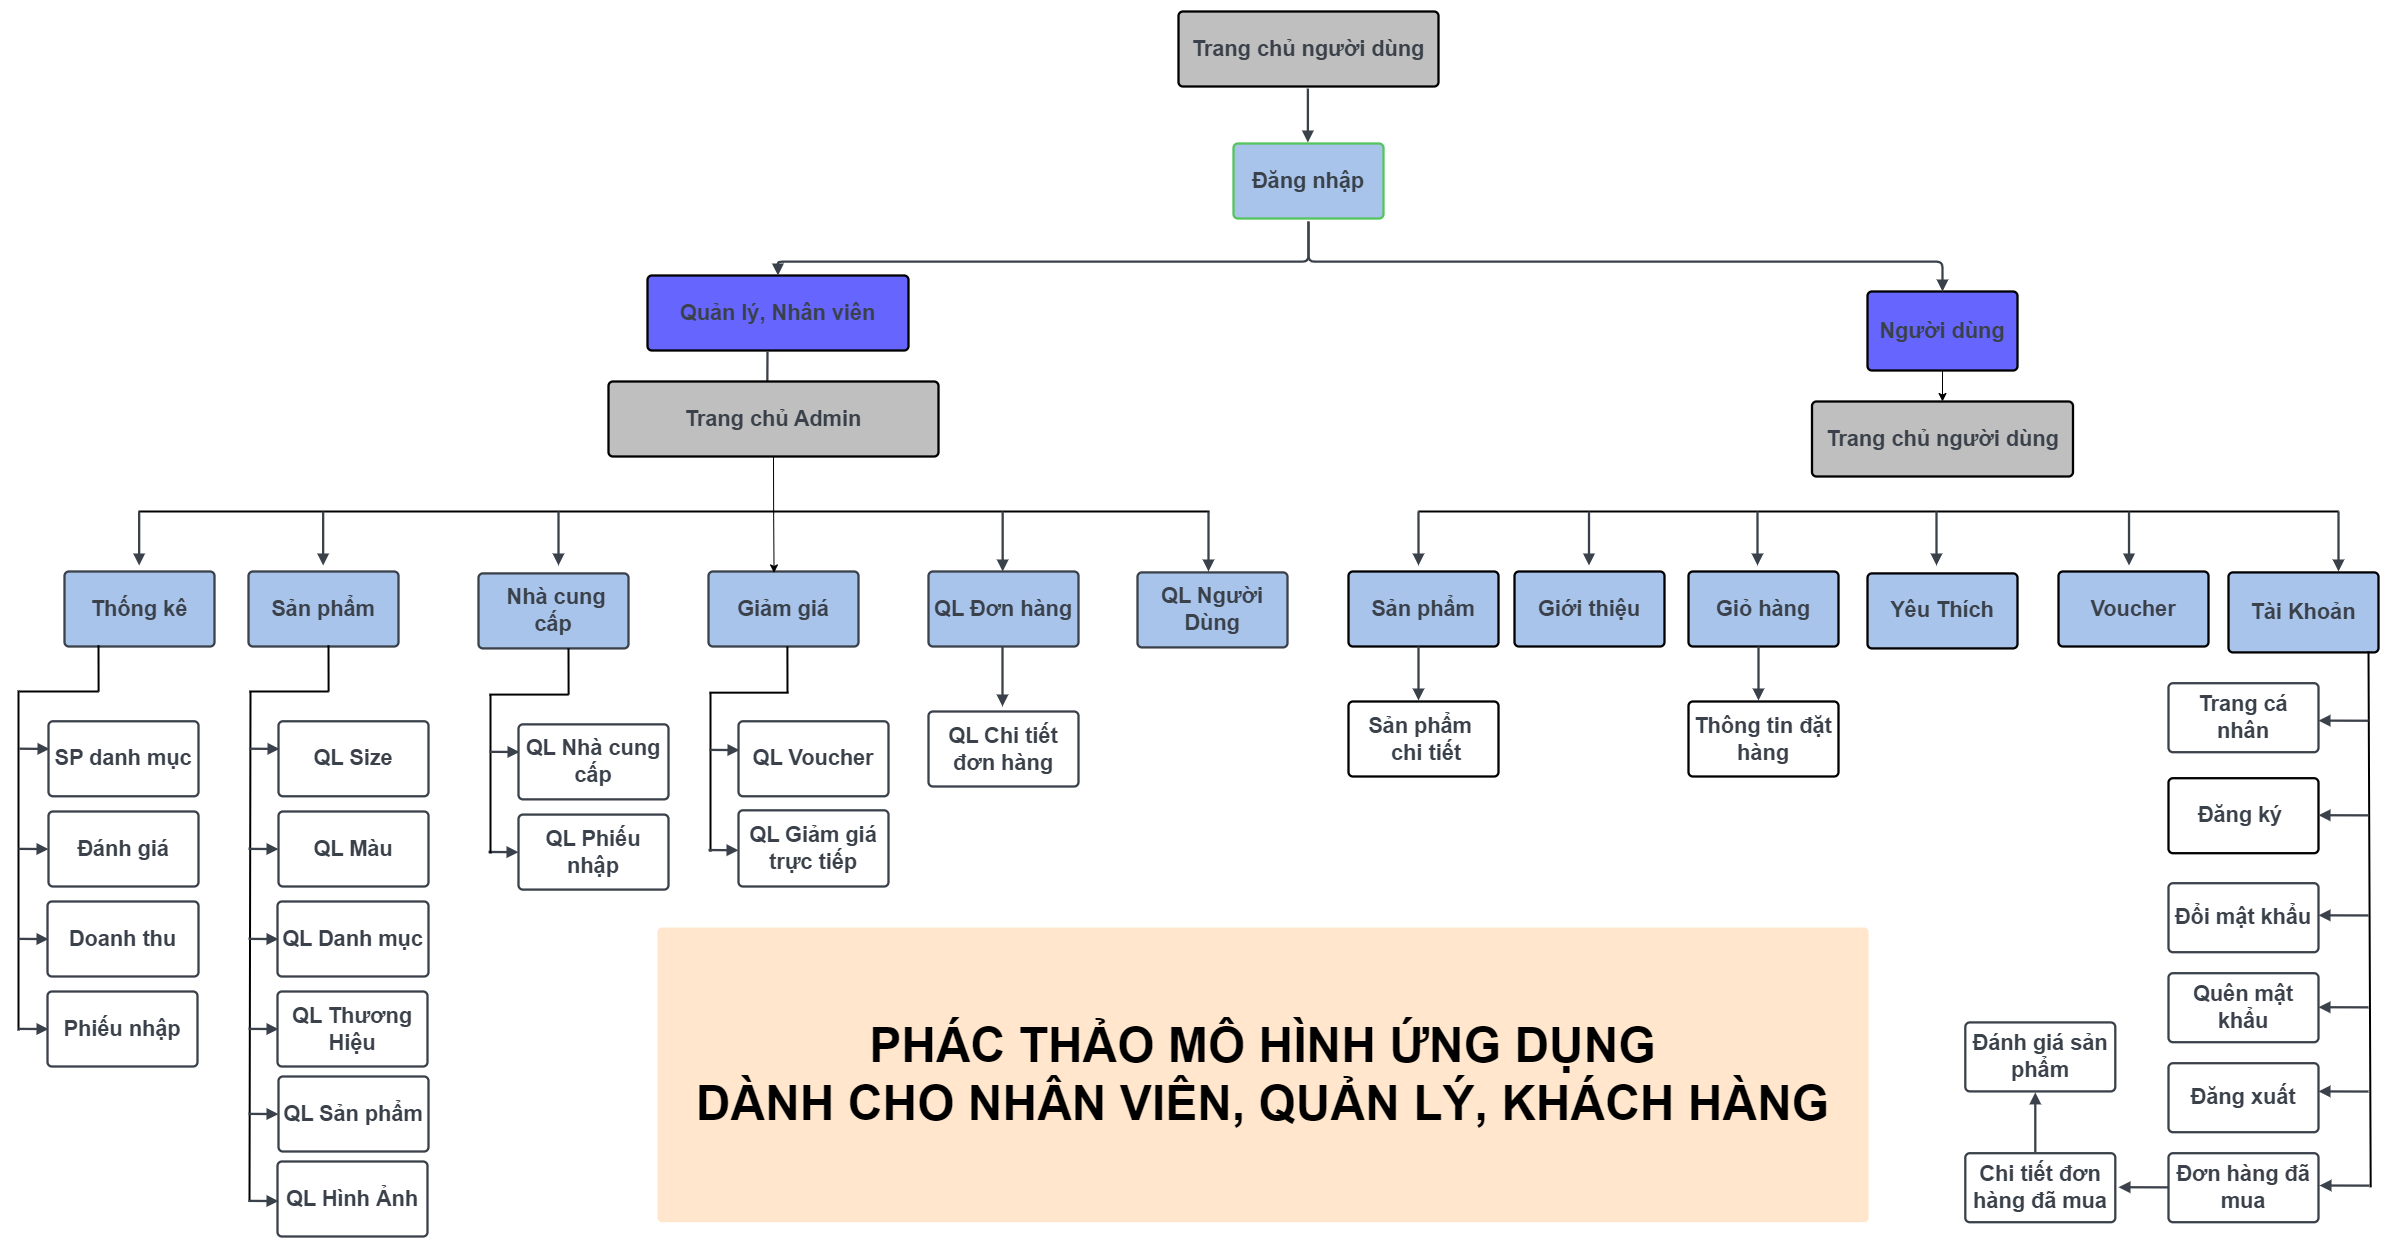 Trang chủ người dùng
Đăng nhập
Quản lý, Nhân viên
Người dùng
Trang chủ Admin
Trang chủ người dùng
Thống kê
Sản phẩm
Nhà cung
cấp
Giảm giá
QL Đơn hàng
QL Người
Dùng
Sản phẩm
Giới thiệu
Giỏ hàng
Yêu Thích
Voucher
Tài Khoản
SP danh mục
Đánh giá
Doanh thu
Phiếu nhập
QL Size
QL Màu
QL Danh mục
QL Thương
Hiệu
QL Sản phẩm
QL Hình Ảnh
QL Nhà cung
cấp
QL Phiếu
nhập
QL Voucher
QL Giảm giá
trực tiếp
QL Chi tiết
đơn hàng
Sản phẩm
chi tiết
Thông tin đặt
hàng
Trang cá
nhân
Đăng ký
Đổi mật khẩu
Quên mật
khẩu
Đăng xuất
Đơn hàng đã
mua
Chi tiết đơn
hàng đã mua
Đánh giá sản
phẩm
PHÁC THẢO MÔ HÌNH ỨNG DỤNG
DÀNH CHO NHÂN VIÊN, QUẢN LÝ, KHÁCH HÀNG